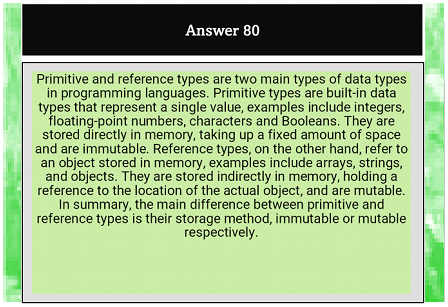 Answer 80
Primitive and reference types are two main types of data types
in programming languages. Primitive types are built-in data
types that represent a single value, examples include integers,
floating-point numbers, characters and Booleans. They are
stored directly in memory, taking up a fixed amount of space
and are immutable. Reference types, on the other hand, refer to
an object stored in memory, examples include arrays, strings,
and objects. They are stored indirectly in memory, holding a
reference to the location of the actual object, and are mutable.
In summary, the main difference between primitive and
reference types is their storage method, immutable or mutable
respectively.